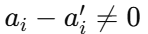 $a_i - a_i' \neq 0$